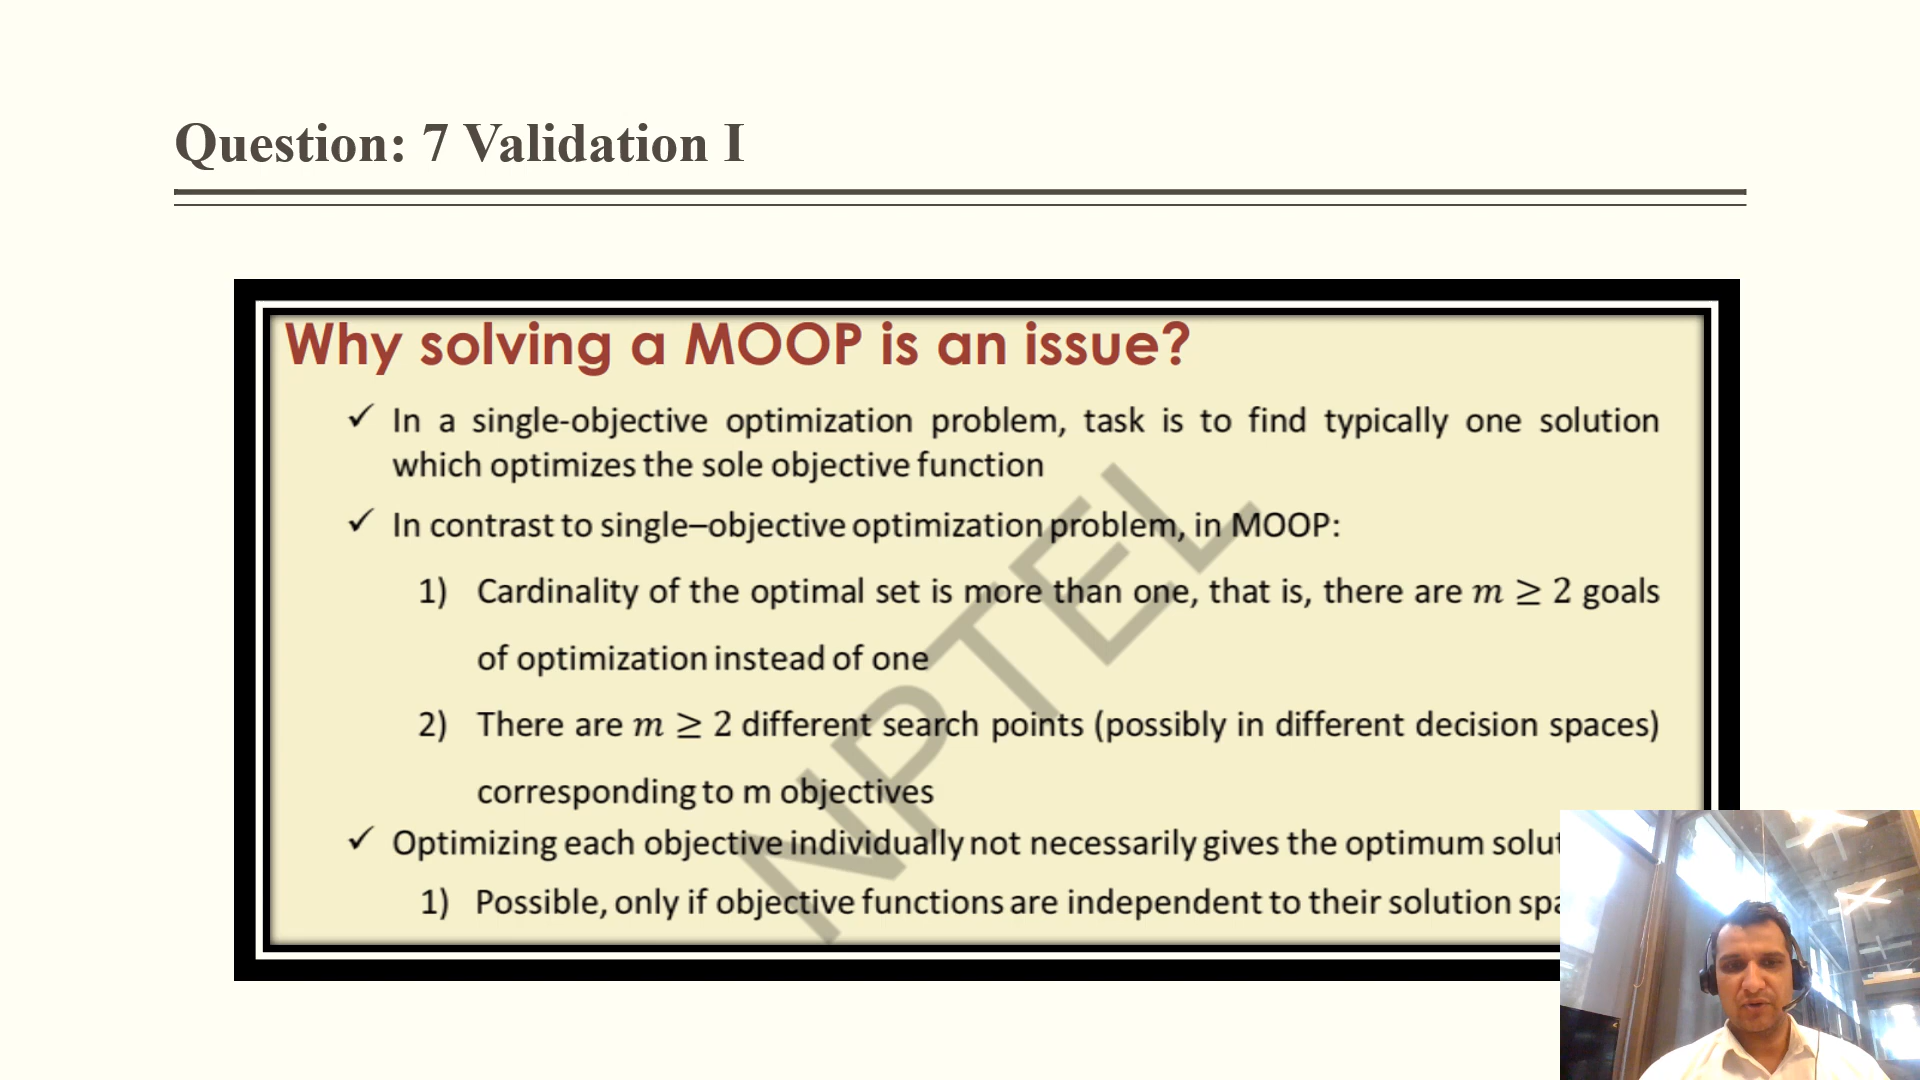 Question: 7 Validation I
Why solving a MOOP is an issue?
✓ In a single-objective optimization problem, task is to find typically one solution
which optimizes the sole objective function
✓ In contrast to single–objective optimization problem, in MOOP:
1) Cardinality of the optimal set is more than one, that is, there are m ≥ 2 goals
of optimization instead of one
2) There are m ≥ 2 different search points (possibly in different decision spaces)
corresponding to m objectives
✓ Optimizing each objective individually not necessarily gives the optimum
1) Possible, only if objective functions are independent to their solution
NPTEL